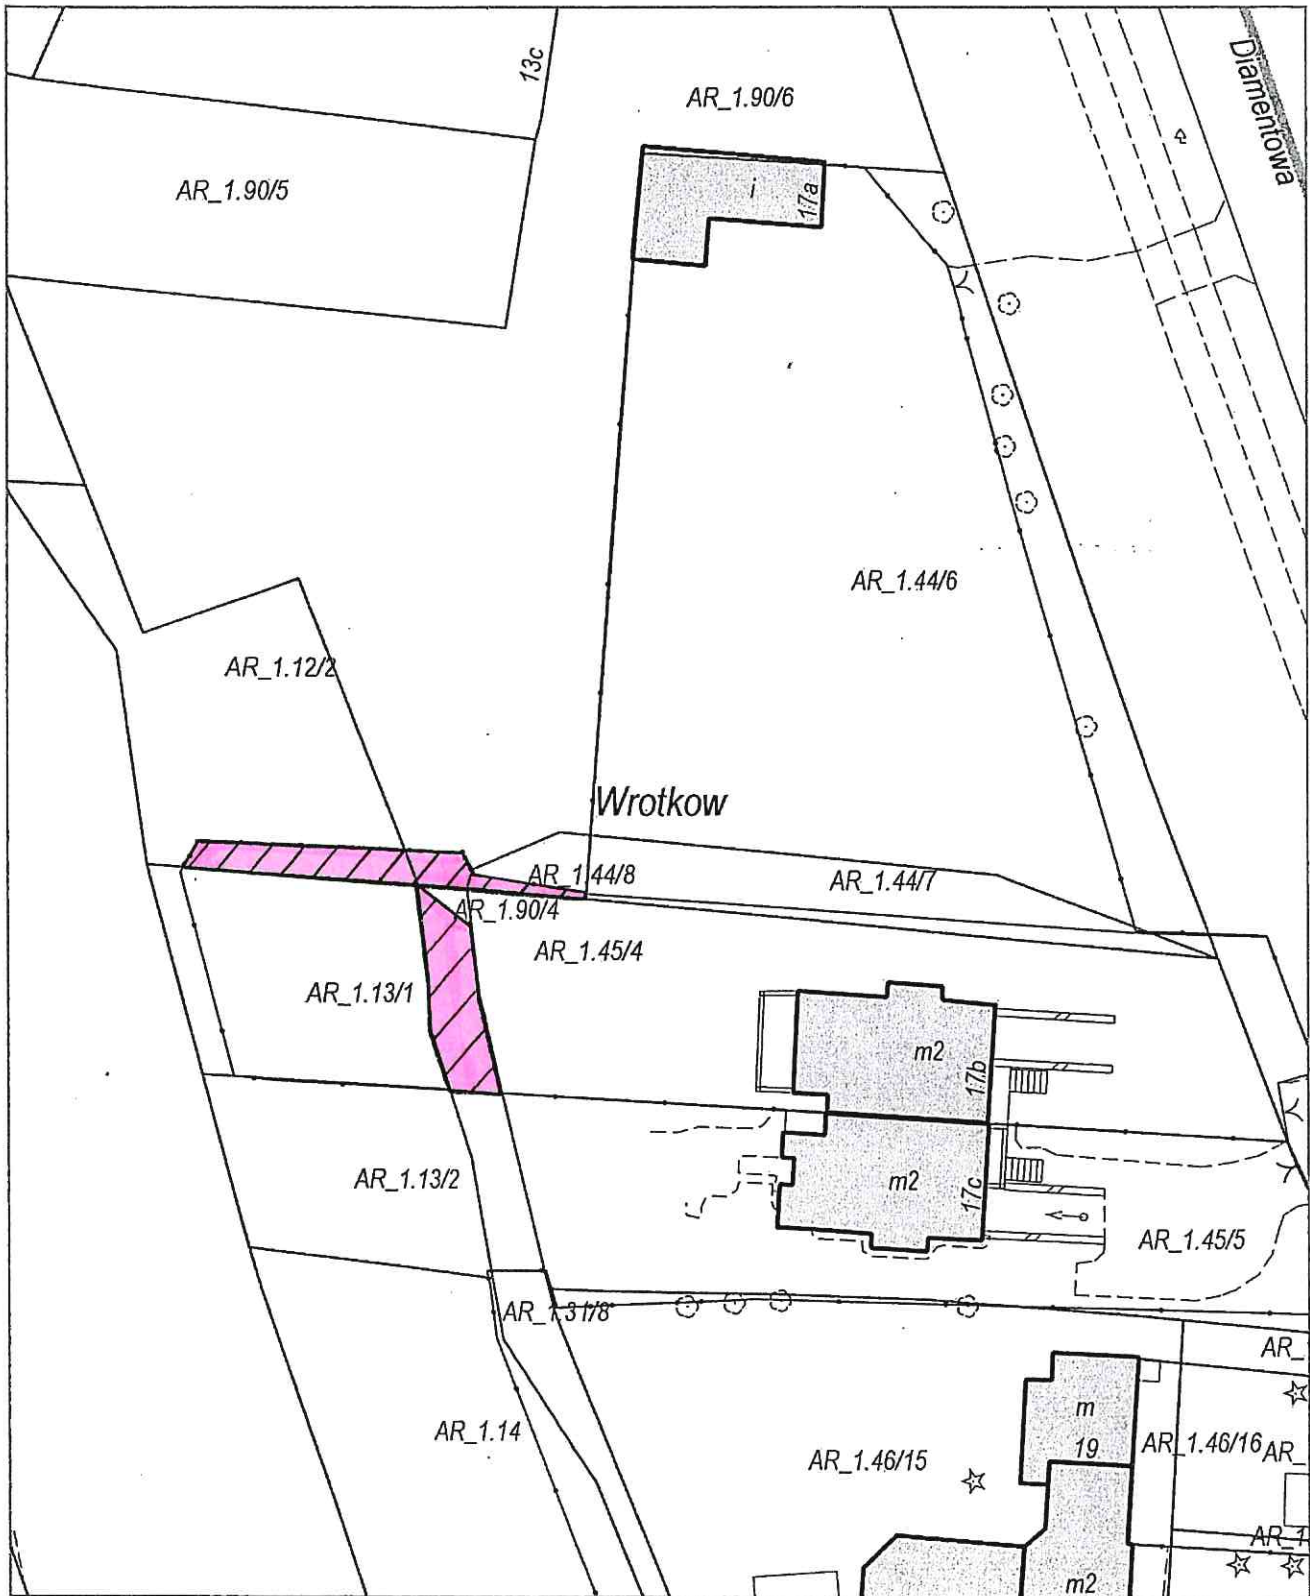 13c
AR_1.90/6
Diamentowa
AR_1.90/5
i
17a
AR_1.44/6
AR_1.12/2
Wrotkow
AR_1.44/8
AR_1.44/7
AR_1.90/4
AR_1.45/4
AR_1.13/1
m2
17b
AR_1.13/2
m2
17c
AR_1.45/5
AR_1.31/8
AR_
m
19
AR_1.14
AR_1.46/15
AR_1.46/16
AR_
AR_1
m2